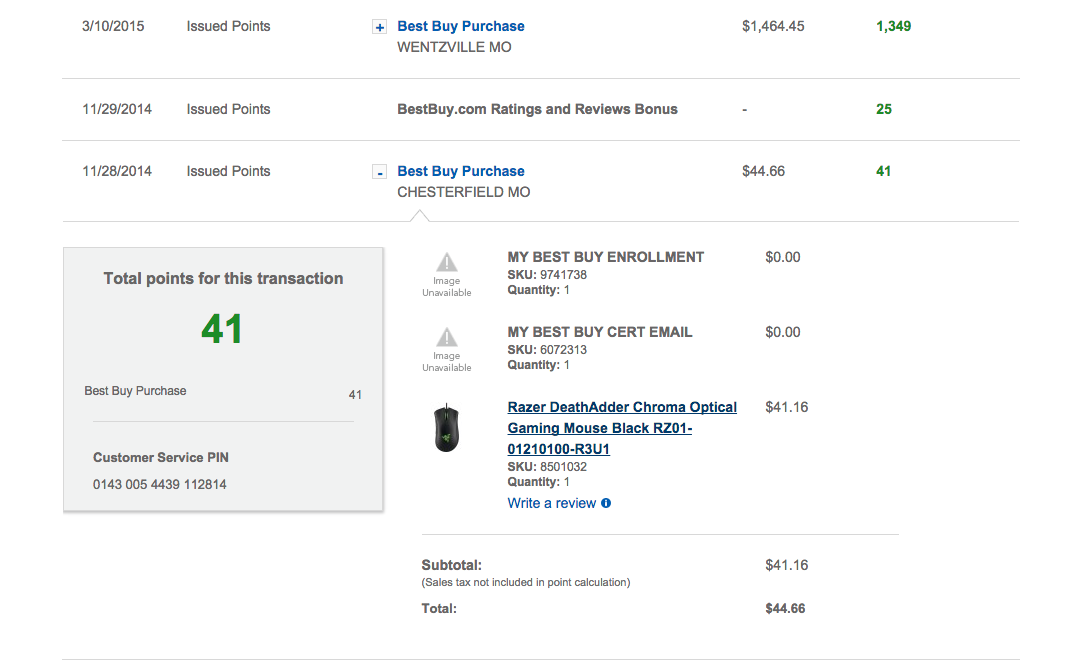 3/10/2015 Issued Points + Best Buy Purchase $1,464.45 1,349
WENTZVILLE MO
11/29/2014 Issued Points BestBuy.com Ratings and Reviews Bonus - 25
11/28/2014 Issued Points - Best Buy Purchase $44.66 41
CHESTERFIELD MO
Total points for this transaction
41
Best Buy Purchase 41
Customer Service PIN
0143 005 4439 112814
Image
Unavailable
MY BEST BUY ENROLLMENT $0.00
SKU: 9741738
Quantity: 1
Image
Unavailable
MY BEST BUY CERT EMAIL $0.00
SKU: 6072313
Quantity: 1
Razer DeathAdder Chroma Optical $41.16
Gaming Mouse Black RZ01-
01210100-R3U1
SKU: 8501032
Quantity: 1
Write a review
Subtotal: $41.16
(Sales tax not included in point calculation)
Total: $44.66